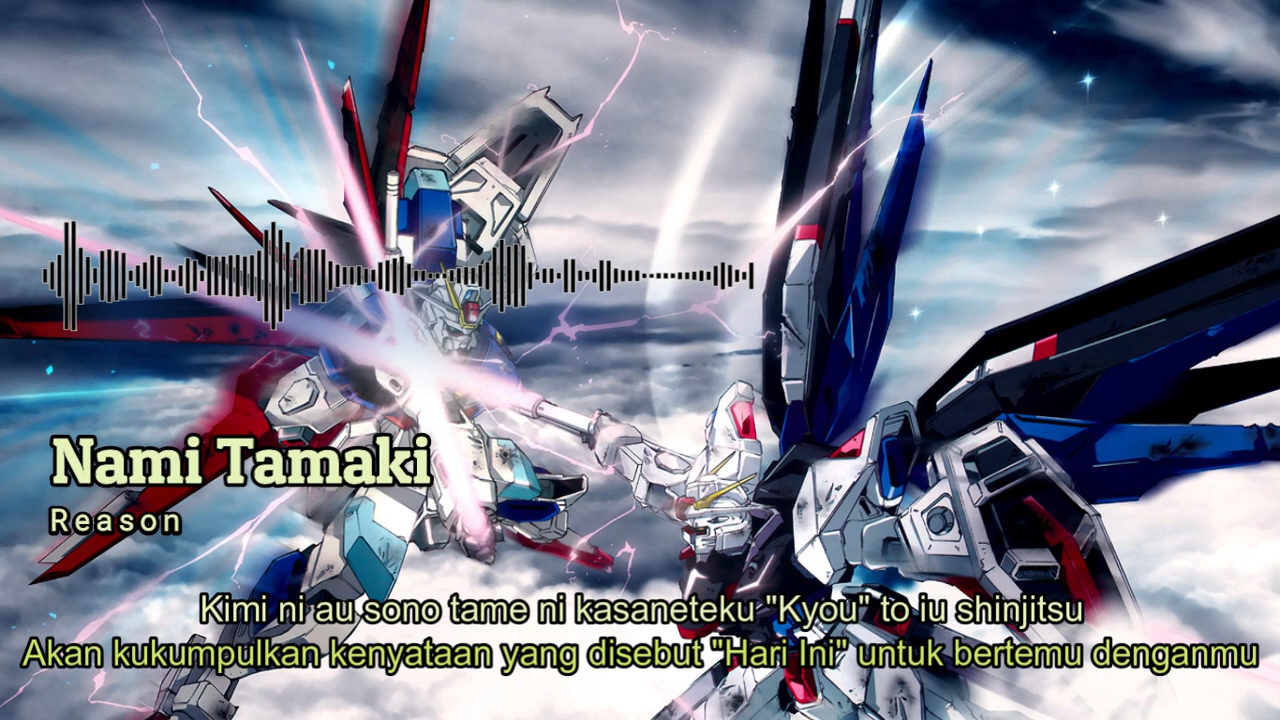 Nami Tamaki
Reason
Kimi ni au sono tame ni kasaneteku "Kyou" to iu shinjitsu
Akan kukumpulkan kenyataan yang disebut "Hari Ini" untuk bertemu denganmu